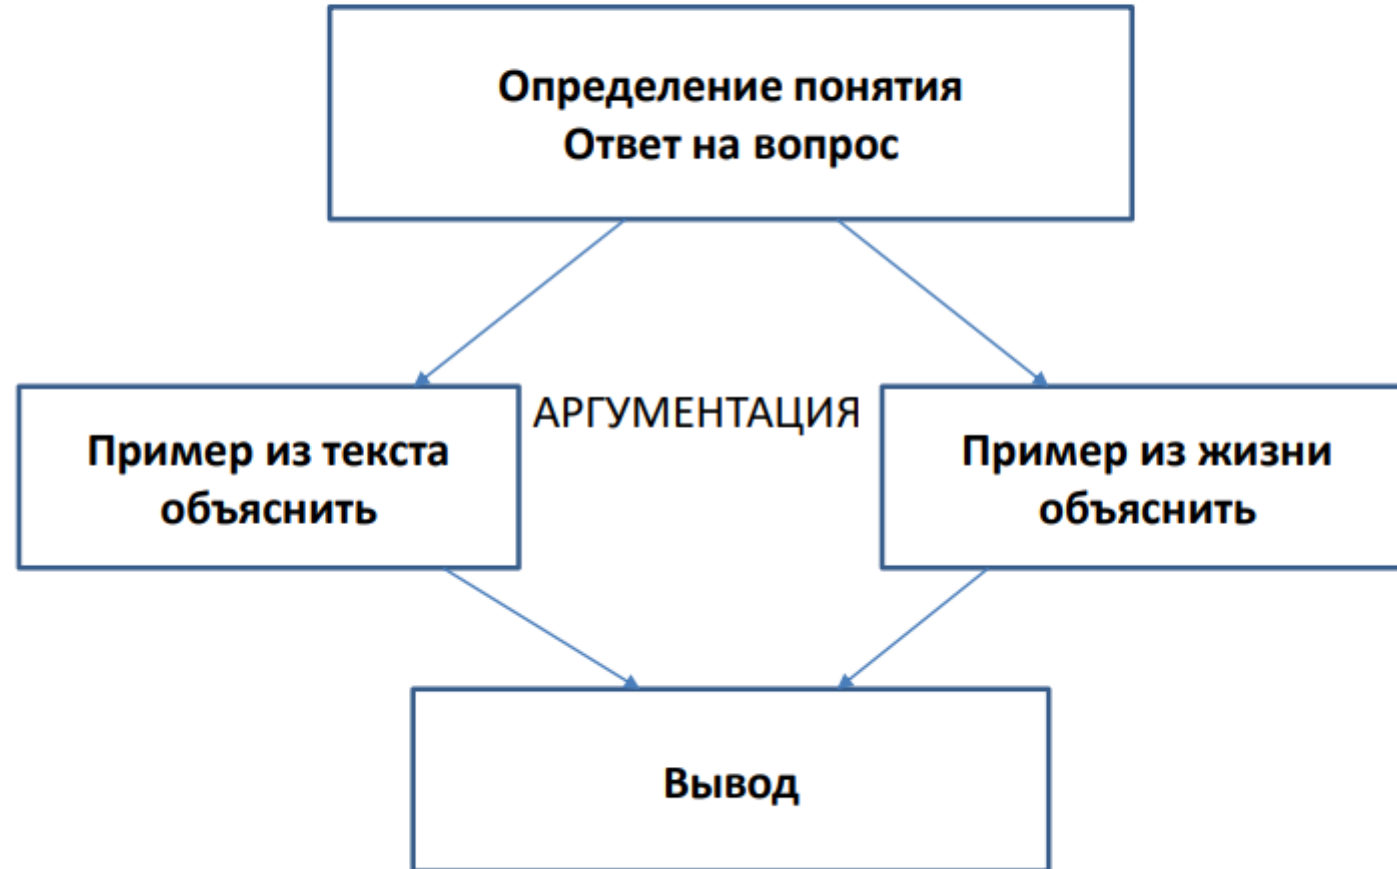 Определение понятия
Ответ на вопрос
АРГУМЕНТАЦИЯ
Пример из текста
объяснить
Пример из жизни
объяснить
Вывод